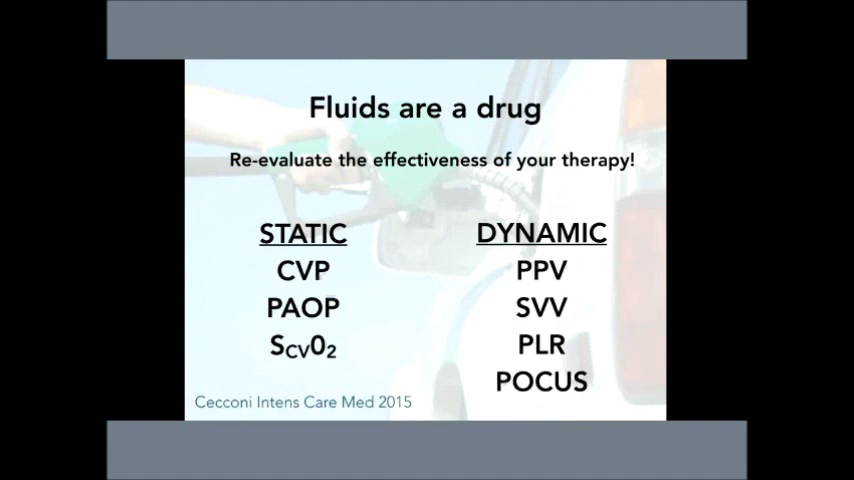 Fluids are a drug
Re-evaluate the effectiveness of your therapy!
STATIC
CVP
PAOP
SCV02
DYNAMIC
PPV
SVV
PLR
POCUS
Cecconi Intens Care Med 2015